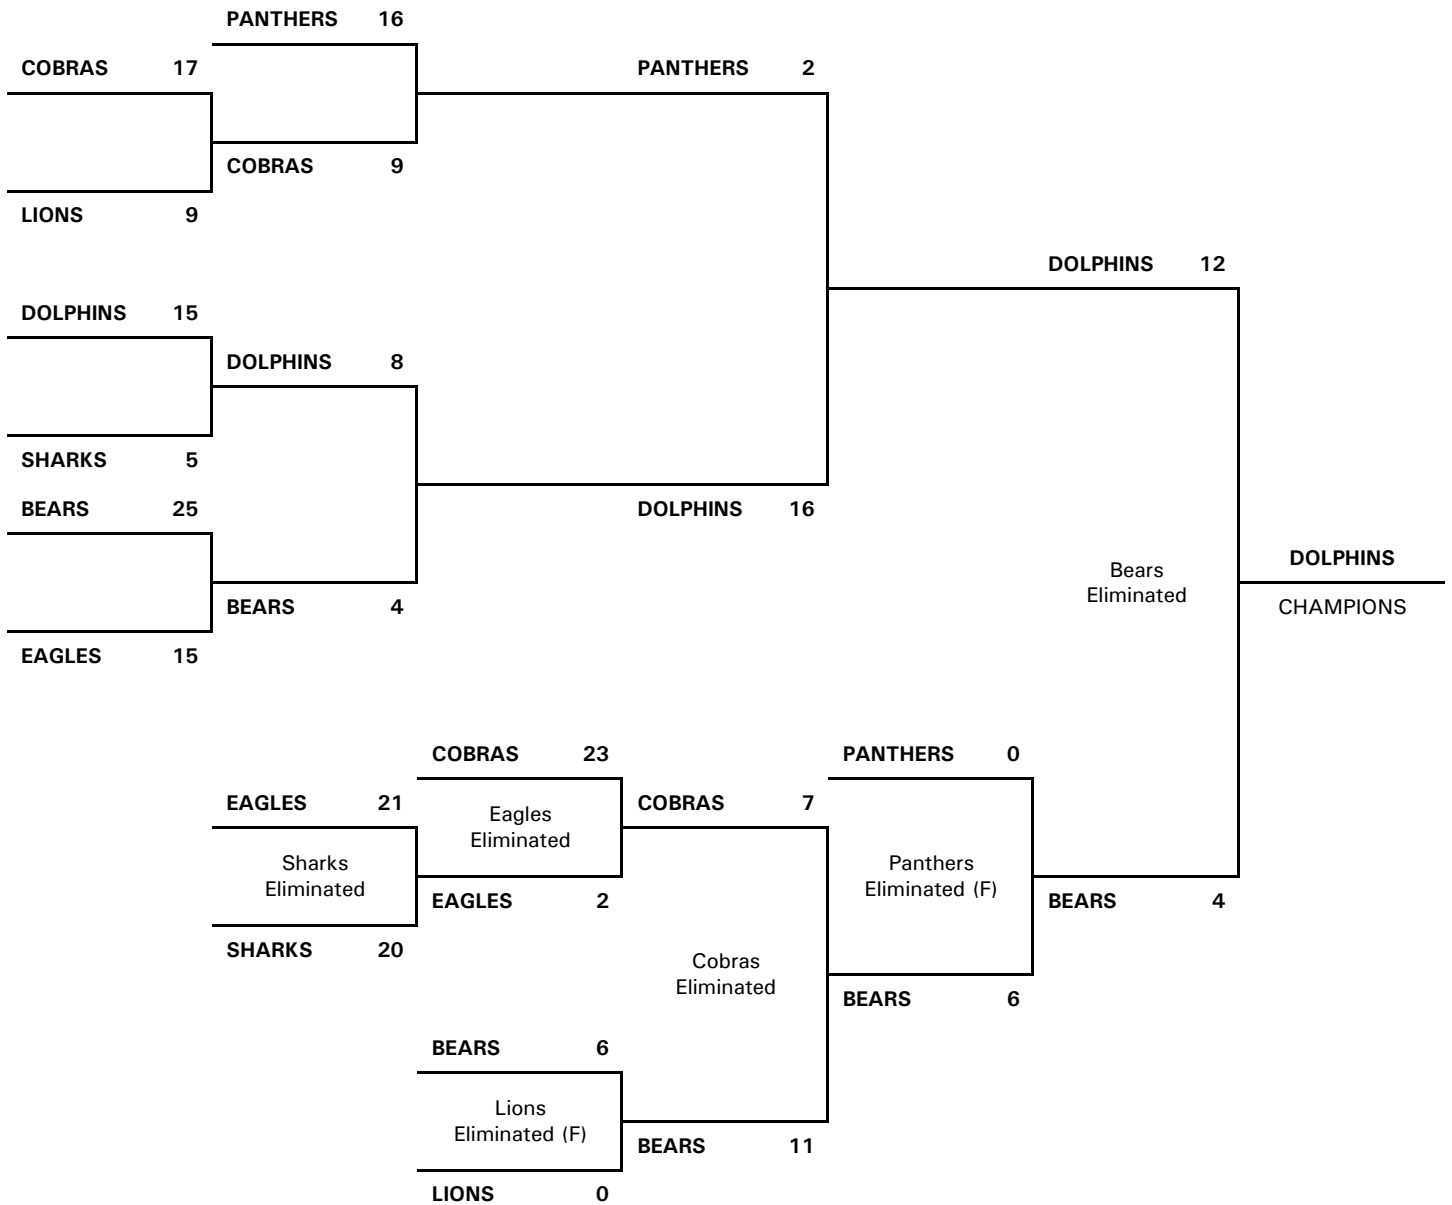 PANTHERS 16
COBRAS 17
PANTHERS 2
COBRAS 9
LIONS 9
DOLPHINS 12
DOLPHINS 15
DOLPHINS 8
SHARKS 5
BEARS 25
DOLPHINS 16
DOLPHINS
Bears
Eliminated
BEARS 4
CHAMPIONS
EAGLES 15
COBRAS 23
PANTHERS 0
EAGLES 21
COBRAS 7
Eagles
Eliminated
Sharks
Eliminated
Panthers
Eliminated (F)
EAGLES 2
BEARS 4
SHARKS 20
Cobras
Eliminated
BEARS 6
BEARS 6
Lions
Eliminated (F)
BEARS 11
LIONS 0